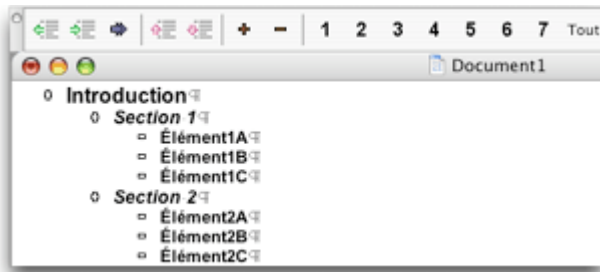 1 2 3 4 5 6 7 Tout
Document1
Introduction¶
Section 1¶
Élément1A¶
Élément1B¶
Élément1C¶
Section 2¶
Élément2A¶
Élément2B¶
Élément2C¶